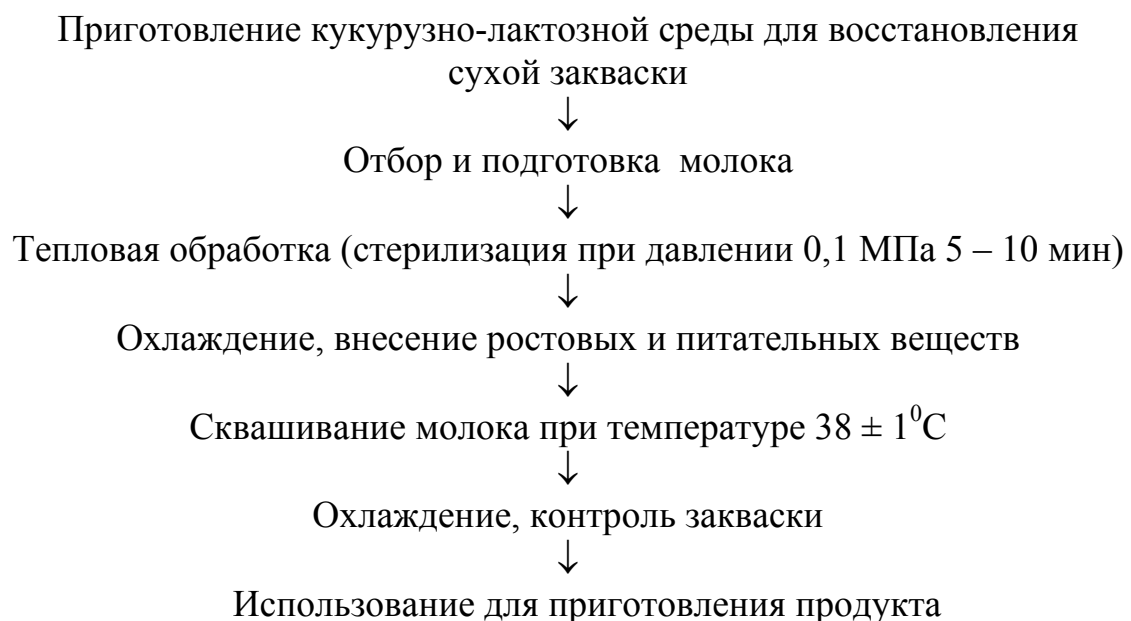 Приготовление кукурузно-лактозной среды для восстановления
сухой закваски
↓
Отбор и подготовка молока
↓
Тепловая обработка (стерилизация при давлении 0,1 МПа 5 – 10 мин)
↓
Охлаждение, внесение ростовых и питательных веществ
↓
Сквашивание молока при температуре 38 ± 1⁰С
↓
Охлаждение, контроль закваски
↓
Использование для приготовления продукта